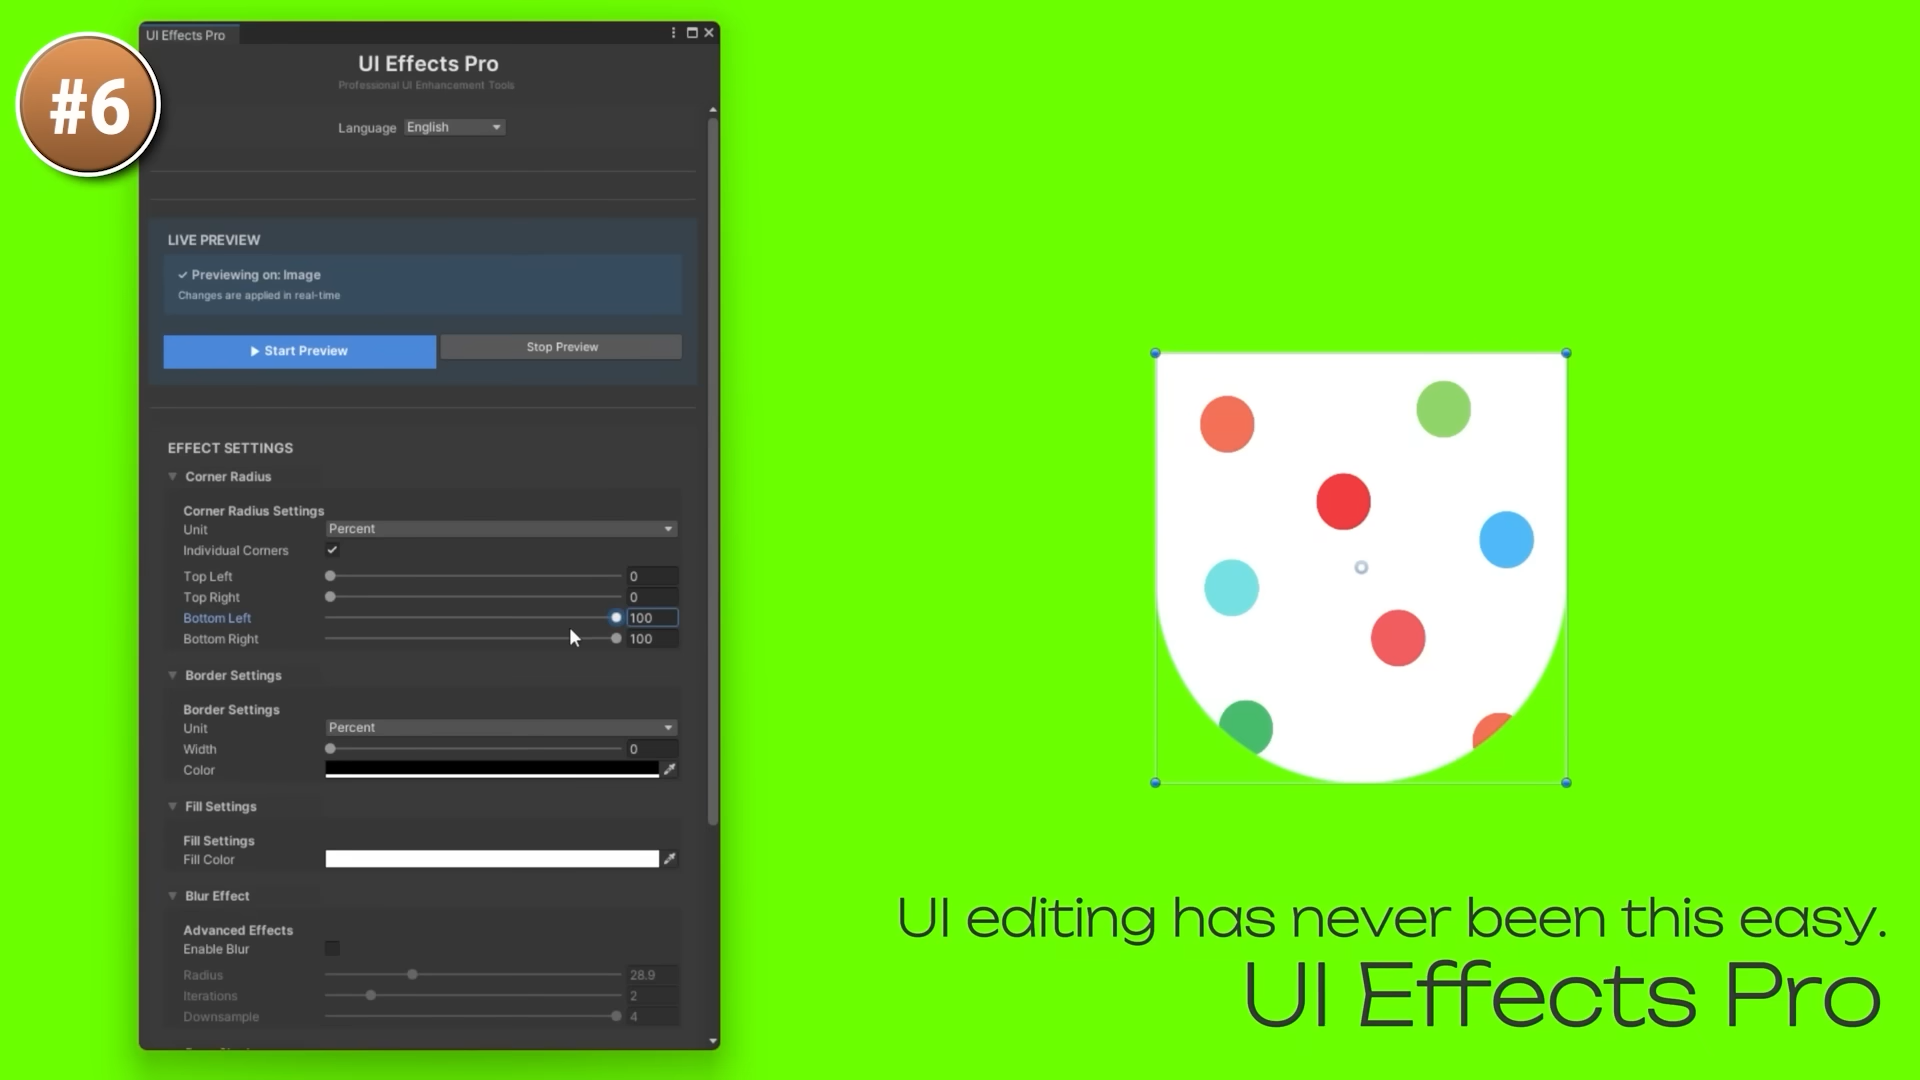 #6
UI Effects Pro
UI Effects Pro
Professional UI Enhancement Tools
Language English
LIVE PREVIEW
✓ Previewing on: Image
Changes are applied in real-time
▶ Start Preview
Stop Preview
EFFECT SETTINGS
Corner Radius
Corner Radius Settings
Unit Percent
Individual Corners
Top Left 0
Top Right 0
Bottom Left 100
Bottom Right 100
Border Settings
Border Settings
Unit Percent
Width 0
Color
Fill Settings
Fill Settings
Fill Color
Blur Effect
Advanced Effects
Enable Blur
Radius 28.9
Iterations 2
Downsample 4
UI editing has never been this easy.
UI Effects Pro